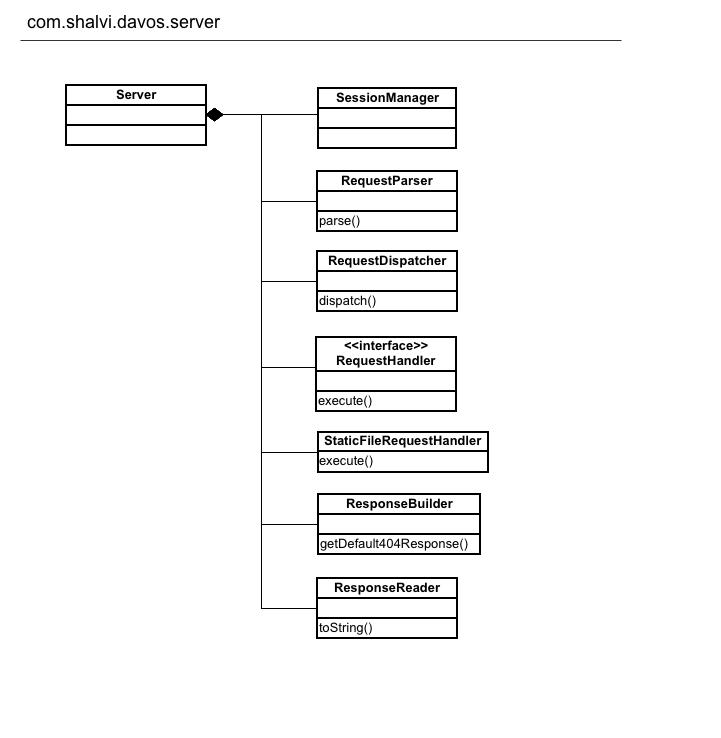 com.shalvi.davos.server
Server
SessionManager
RequestParser
parse()
RequestDispatcher
dispatch()
<<interface>>
RequestHandler
execute()
StaticFileRequestHandler
execute()
ResponseBuilder
getDefault404Response()
ResponseReader
toString()